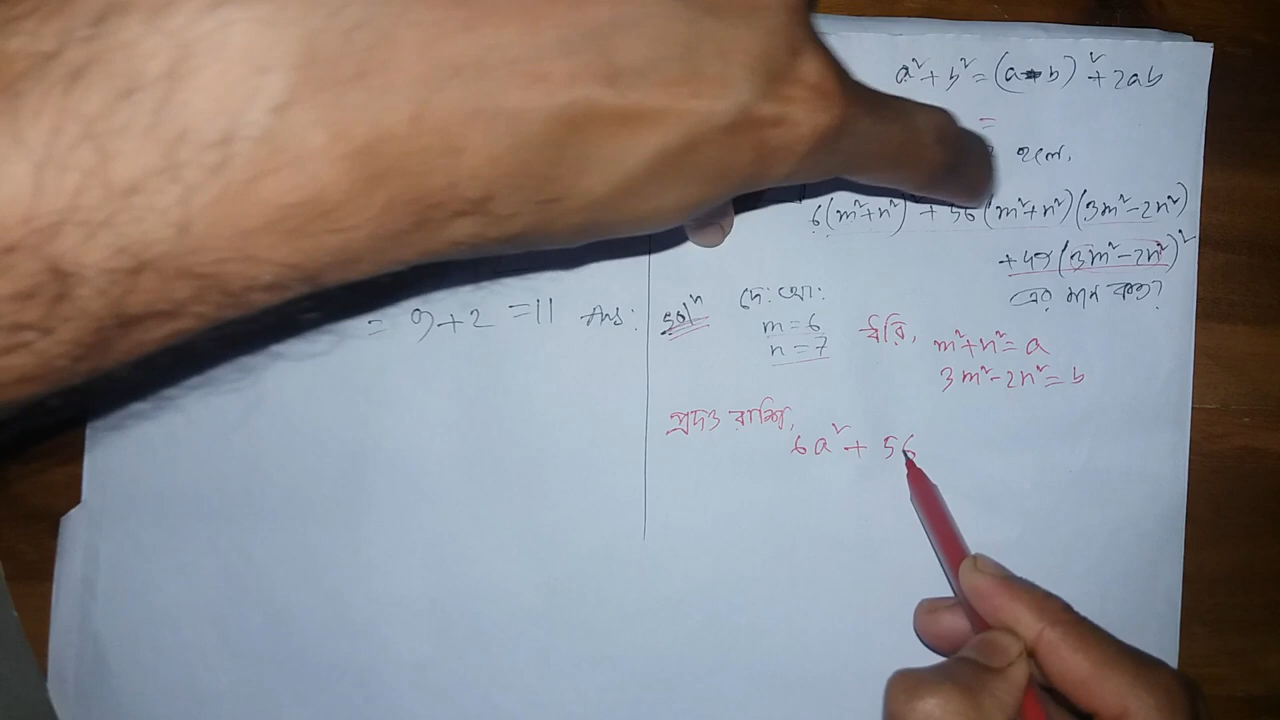 a² + b² = (a - b)² + 2ab
=
হলে,
6(m²+n²)² + 56(m²+n²)(3m²-2n²)
+ (3m²-2n²)²
এর মান কত?
= 9+2 =11 Ans:
solⁿ
দে: আ:
m = 6
n = 7
ধরি, m²+n² = a
3m²-2n² = b
প্রদত্ত রাশি,
6a² + 56